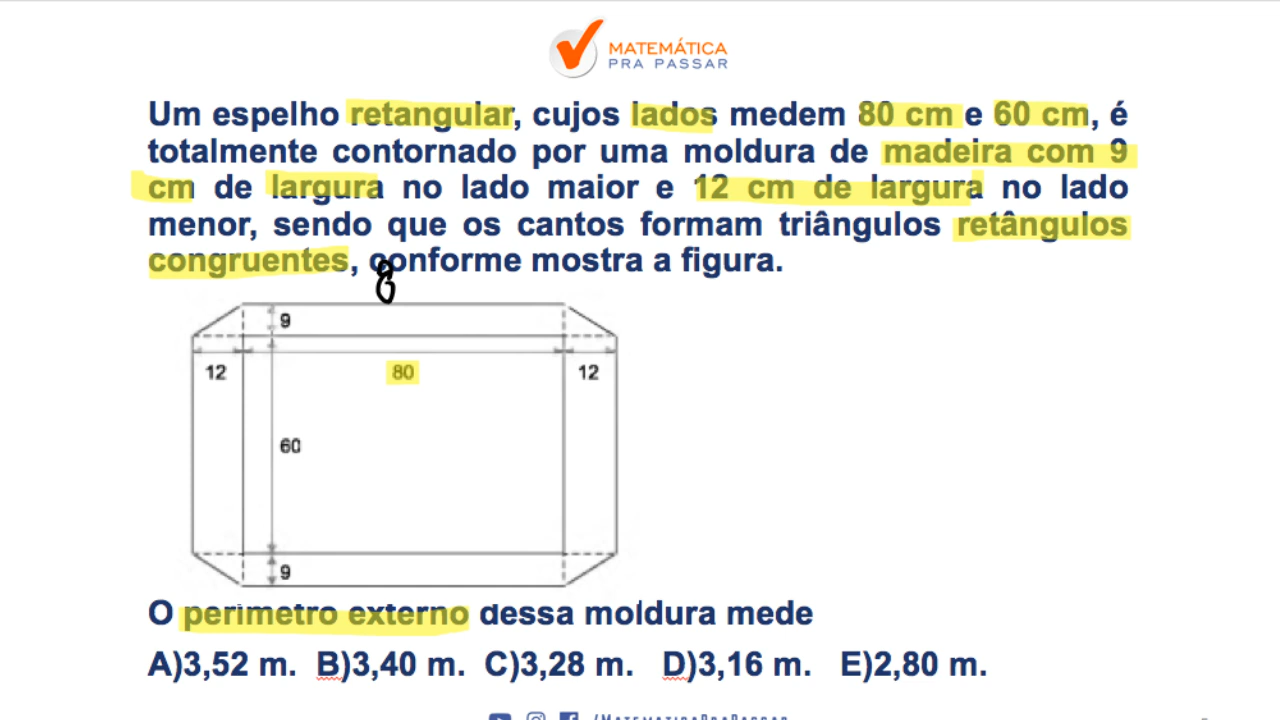 MATEMÁTICA
PRA PASSAR
Um espelho retangular, cujos lados medem 80 cm e 60 cm, é
totalmente contornado por uma moldura de madeira com 9
cm de largura no lado maior e 12 cm de largura no lado
menor, sendo que os cantos formam triângulos retângulos
congruentes, conforme mostra a figura.
8
9
12 80 12
60
9
O perímetro externo dessa moldura mede
A)3,52 m. B)3,40 m. C)3,28 m. D)3,16 m. E)2,80 m.
/MATEMATICAPRAPASSAR